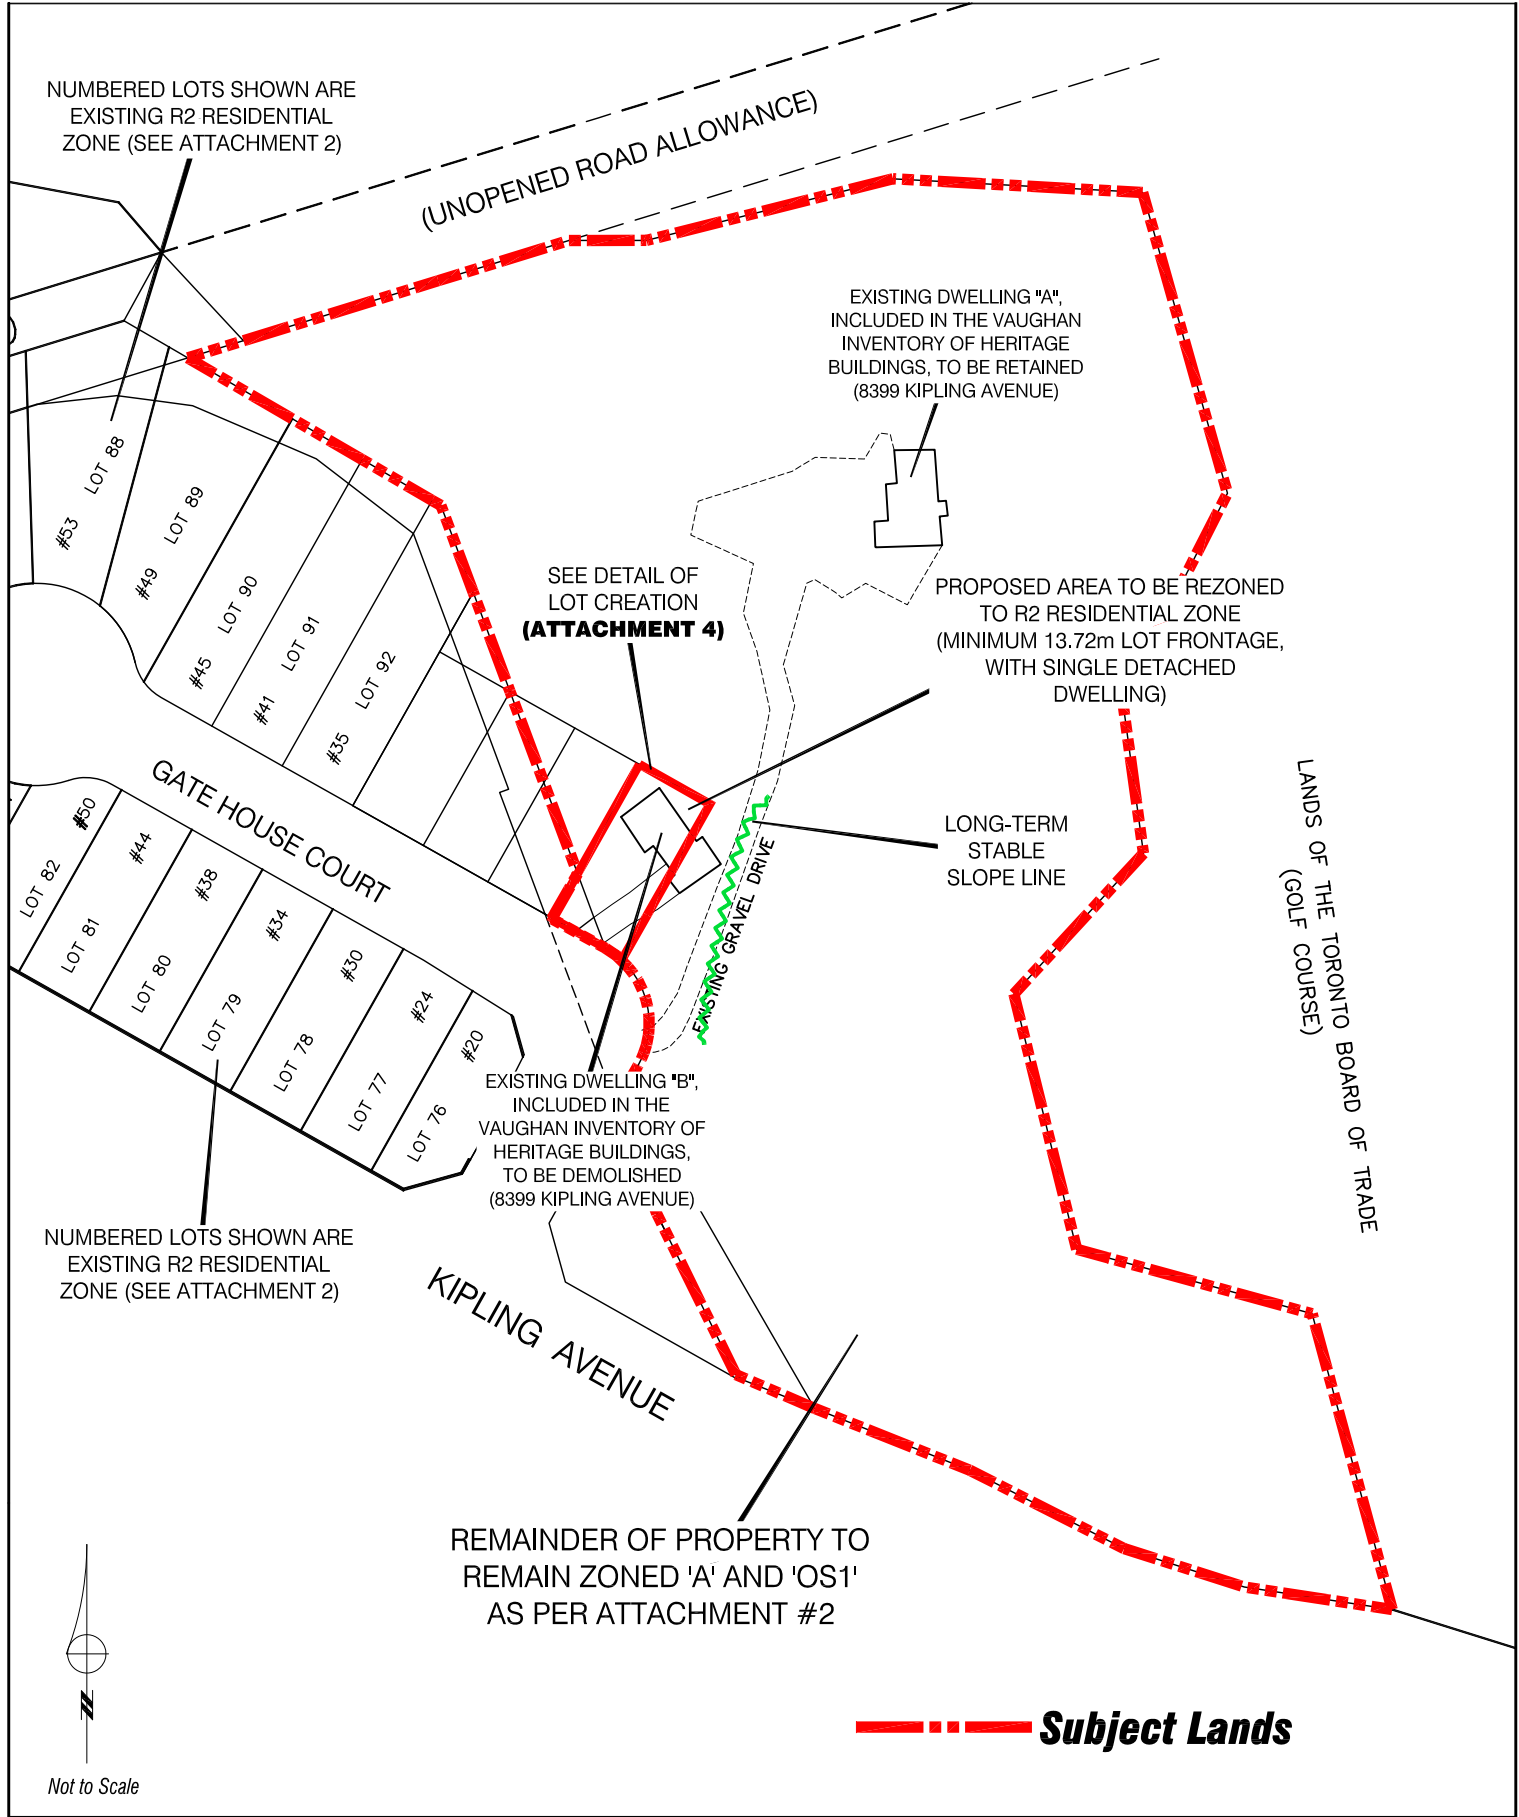 NUMBERED LOTS SHOWN ARE
EXISTING R2 RESIDENTIAL
ZONE (SEE ATTACHMENT 2)
(UNOPENED ROAD ALLOWANCE)
EXISTING DWELLING "A",
INCLUDED IN THE VAUGHAN
INVENTORY OF HERITAGE
BUILDINGS, TO BE RETAINED
(8399 KIPLING AVENUE)
#53 LOT 88
#49 LOT 89
#45 LOT 90
#41 LOT 91
#35 LOT 92
SEE DETAIL OF
LOT CREATION
(ATTACHMENT 4)
PROPOSED AREA TO BE REZONED
TO R2 RESIDENTIAL ZONE
(MINIMUM 13.72m LOT FRONTAGE,
WITH SINGLE DETACHED
DWELLING)
GATE HOUSE COURT
LONG-TERM
STABLE
SLOPE LINE
EXISTING GRAVEL DRIVE
LANDS OF THE TORONTO BOARD OF TRADE
(GOLF COURSE)
LOT 82 #50
LOT 81 #44
LOT 80 #38
LOT 79 #34
LOT 78 #30
LOT 77 #24
LOT 76 #20
EXISTING DWELLING "B",
INCLUDED IN THE
VAUGHAN INVENTORY OF
HERITAGE BUILDINGS,
TO BE DEMOLISHED
(8399 KIPLING AVENUE)
NUMBERED LOTS SHOWN ARE
EXISTING R2 RESIDENTIAL
ZONE (SEE ATTACHMENT 2)
KIPLING AVENUE
REMAINDER OF PROPERTY TO
REMAIN ZONED 'A' AND 'OS1'
AS PER ATTACHMENT #2
N
Not to Scale
Subject Lands